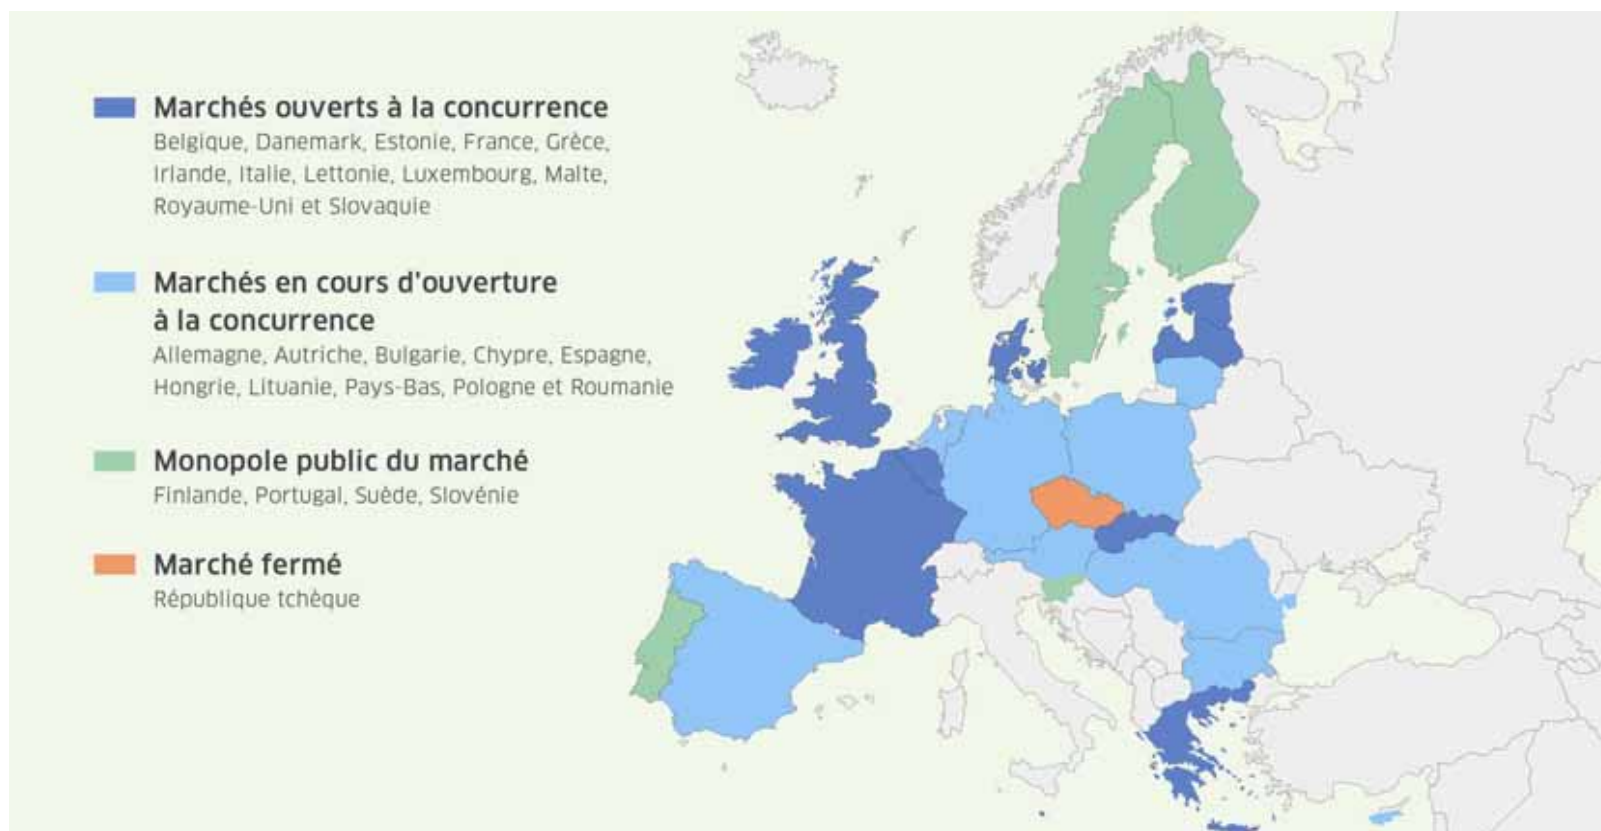 Marchés ouverts à la concurrence
Belgique, Danemark, Estonie, France, Grèce,
Irlande, Italie, Lettonie, Luxembourg, Malte,
Royaume-Uni et Slovaquie
Marchés en cours d'ouverture
à la concurrence
Allemagne, Autriche, Bulgarie, Chypre, Espagne,
Hongrie, Lituanie, Pays-Bas, Pologne et Roumanie
Monopole public du marché
Finlande, Portugal, Suède, Slovénie
Marché fermé
République tchèque